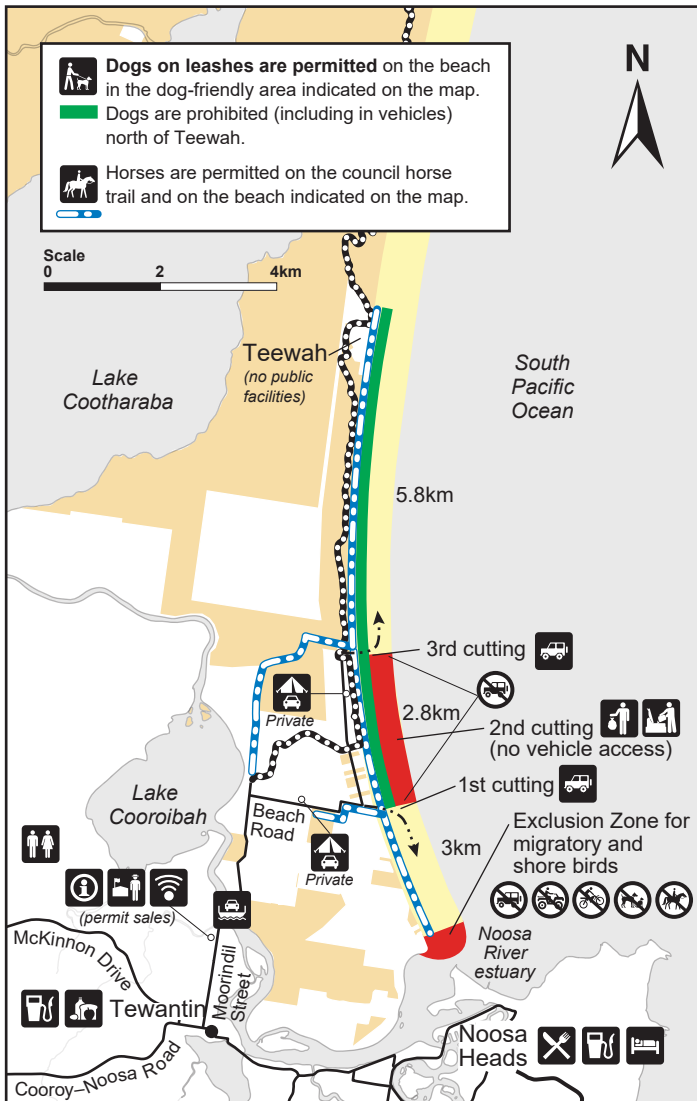 Dogs on leashes are permitted on the beach
in the dog-friendly area indicated on the map.
Dogs are prohibited (including in vehicles)
north of Teewah.
Horses are permitted on the council horse
trail and on the beach indicated on the map.
N
Scale
0 2 4km
Teewah
(no public
facilities)
Lake
Cootharaba
South
Pacific
Ocean
5.8km
3rd cutting
Private
2.8km
2nd cutting
(no vehicle access)
1st cutting
Lake
Cooroibah
Beach
Road
Private
3km
Exclusion Zone for
migratory and
shore birds
(permit sales)
Noosa
River
estuary
McKinnon Drive
Moorindil
Street
Tewantin
Noosa
Heads
Cooroy–Noosa Road